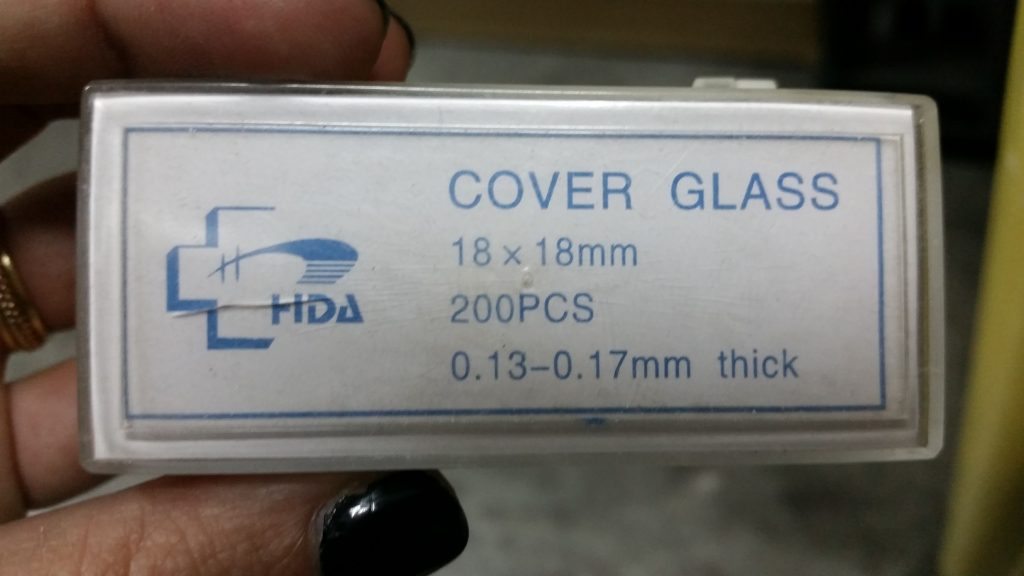 COVER GLASS
18×18mm
200PCS
0.13-0.17mm thick
HDA